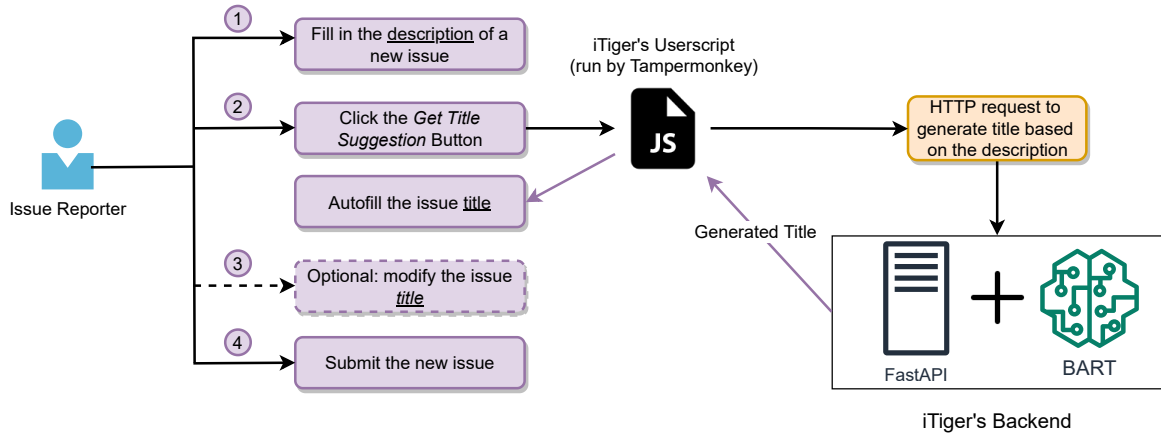 1
Fill in the description of a
new issue
2
Click the Get Title
Suggestion Button
Autofill the issue title
3
Optional: modify the issue
title
4
Submit the new issue
Issue Reporter
iTiger's Userscript
(run by Tampermonkey)
JS
HTTP request to
generate title based
on the description
Generated Title
FastAPI
BART
iTiger's Backend